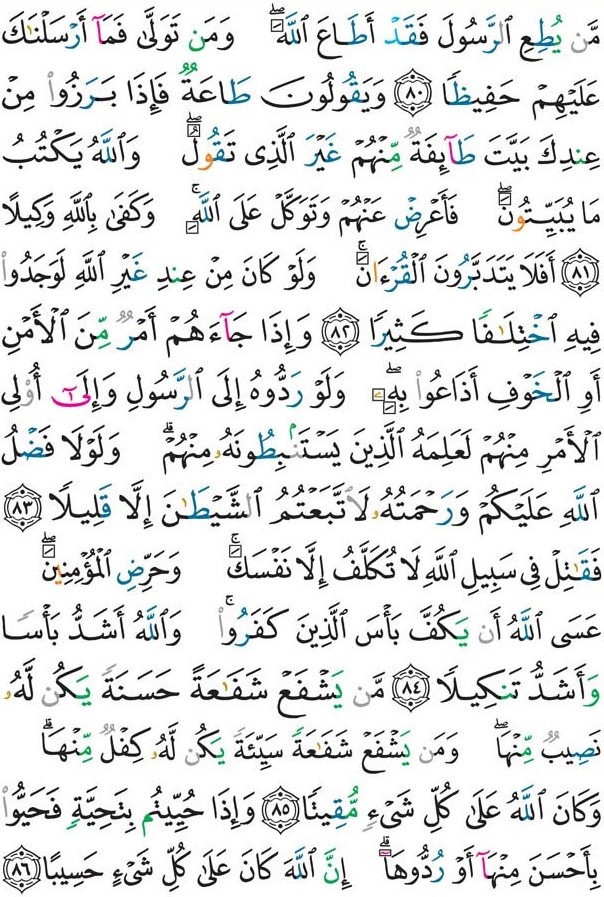 مَّن يُطِعِ ٱلرَّسُولَ فَقَدْ أَطَاعَ ٱللَّهَ ۖ وَمَن تَوَلَّىٰ فَمَآ أَرْسَلْنَـٰكَ
عَلَيْهِمْ حَفِيظًا ﴿٨٠﴾ وَيَقُولُونَ طَاعَةٌ فَإِذَا بَرَزُوا۟ مِنْ
عِندِكَ بَيَّتَ طَآئِفَةٌ مِّنْهُمْ غَيْرَ ٱلَّذِى تَقُولُ ۖ وَٱللَّهُ يَكْتُبُ
مَا يُبَيِّتُونَ ۖ فَأَعْرِضْ عَنْهُمْ وَتَوَكَّلْ عَلَى ٱللَّهِ ۚ وَكَفَىٰ بِٱللَّهِ وَكِيلًا
﴿٨١﴾ أَفَلَا يَتَدَبَّرُونَ ٱلْقُرْءَانَ ۚ وَلَوْ كَانَ مِنْ عِندِ غَيْرِ ٱللَّهِ لَوَجَدُوا۟
فِيهِ ٱخْتِلَـٰفًا كَثِيرًا ﴿٨٢﴾ وَإِذَا جَآءَهُمْ أَمْرٌ مِّنَ ٱلْأَمْنِ
أَوِ ٱلْخَوْفِ أَذَاعُوا۟ بِهِۦ ۖ وَلَوْ رَدُّوهُ إِلَى ٱلرَّسُولِ وَإِلَىٰٓ أُو۟لِى
ٱلْأَمْرِ مِنْهُمْ لَعَلِمَهُ ٱلَّذِينَ يَسْتَنۢبِطُونَهُۥ مِنْهُمْ ۗ وَلَوْلَا فَضْلُ
ٱللَّهِ عَلَيْكُمْ وَرَحْمَتُهُۥ لَٱتَّبَعْتُمُ ٱلشَّيْطَـٰنَ إِلَّا قَلِيلًا ﴿٨٣﴾
فَقَـٰتِلْ فِى سَبِيلِ ٱللَّهِ لَا تُكَلَّفُ إِلَّا نَفْسَكَ ۚ وَحَرِّضِ ٱلْمُؤْمِنِينَ ۖ
عَسَى ٱللَّهُ أَن يَكُفَّ بَأْسَ ٱلَّذِينَ كَفَرُوا۟ ۚ وَٱللَّهُ أَشَدُّ بَأْسًا
وَأَشَدُّ تَنكِيلًا ﴿٨٤﴾ مَّن يَشْفَعْ شَفَـٰعَةً حَسَنَةً يَكُن لَّهُۥ
نَصِيبٌ مِّنْهَا ۖ وَمَن يَشْفَعْ شَفَـٰعَةً سَيِّئَةً يَكُن لَّهُۥ كِفْلٌ مِّنْهَا ۗ
وَكَانَ ٱللَّهُ عَلَىٰ كُلِّ شَىْءٍ مُّقِيتًا ﴿٨٥﴾ وَإِذَا حُيِّيتُم بِتَحِيَّةٍ فَحَيُّوا۟
بِأَحْسَنَ مِنْهَآ أَوْ رُدُّوهَآ ۗ إِنَّ ٱللَّهَ كَانَ عَلَىٰ كُلِّ شَىْءٍ حَسِيبًا ﴿٨٦﴾